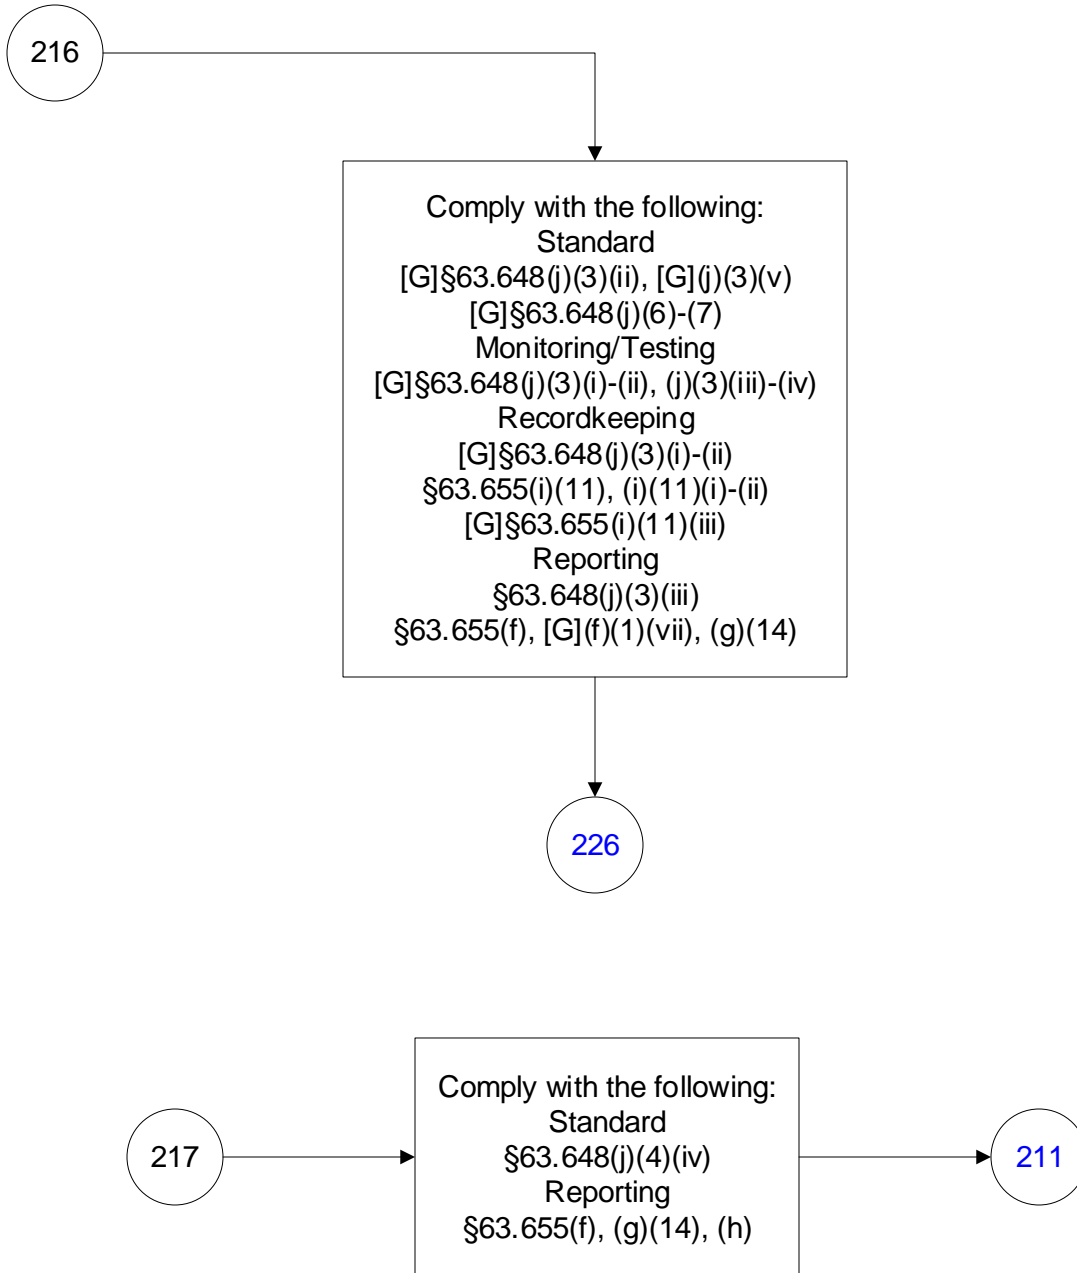 216
Comply with the following:
Standard
[G]§63.648(j)(3)(ii), [G](j)(3)(v)
[G]§63.648(j)(6)-(7)
Monitoring/Testing
[G]§63.648(j)(3)(i)-(ii), (j)(3)(iii)-(iv)
Recordkeeping
[G]§63.648(j)(3)(i)-(ii)
§63.655(i)(11), (i)(11)(i)-(ii)
[G]§63.655(i)(11)(iii)
Reporting
§63.648(j)(3)(iii)
§63.655(f), [G](f)(1)(vii), (g)(14)
226
217
Comply with the following:
Standard
§63.648(j)(4)(iv)
Reporting
§63.655(f), (g)(14), (h)
211